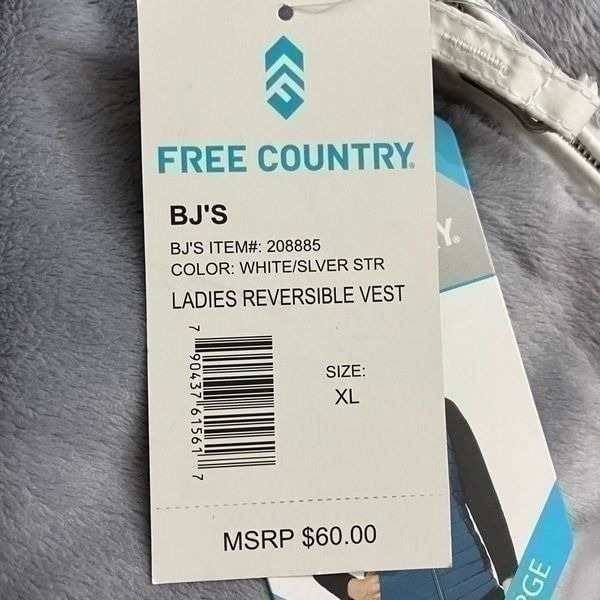 FREE COUNTRY®
BJ'S
BJ'S ITEM#: 208885
COLOR: WHITE/SLVER STR
LADIES REVERSIBLE VEST
7 90437 61561 7
SIZE:
XL
MSRP $60.00
Y®
GE